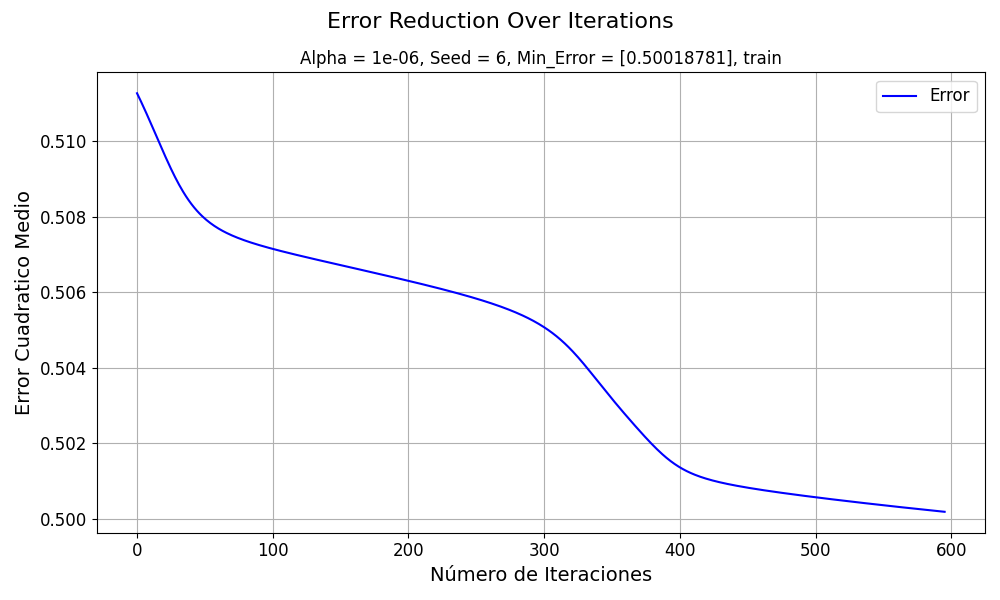 Error Reduction Over Iterations
Alpha = 1e-06, Seed = 6, Min_Error = [0.50018781], train
Error
0.510
0.508
0.506
0.504
0.502
0.500
Error Cuadratico Medio
0 100 200 300 400 500 600
Número de Iteraciones